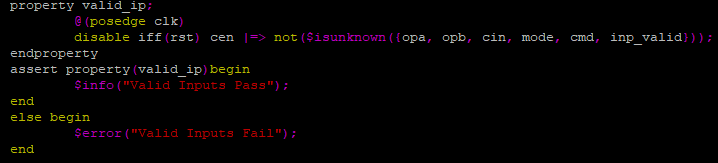 property valid_ip;
@(posedge clk)
disable iff(rst) cen |=> not($isunknown({opa, opb, cin, mode, cmd, inp_valid}));
endproperty
assert property(valid_ip)begin
$info("Valid Inputs Pass");
end
else begin
$error("Valid Inputs Fail");
end